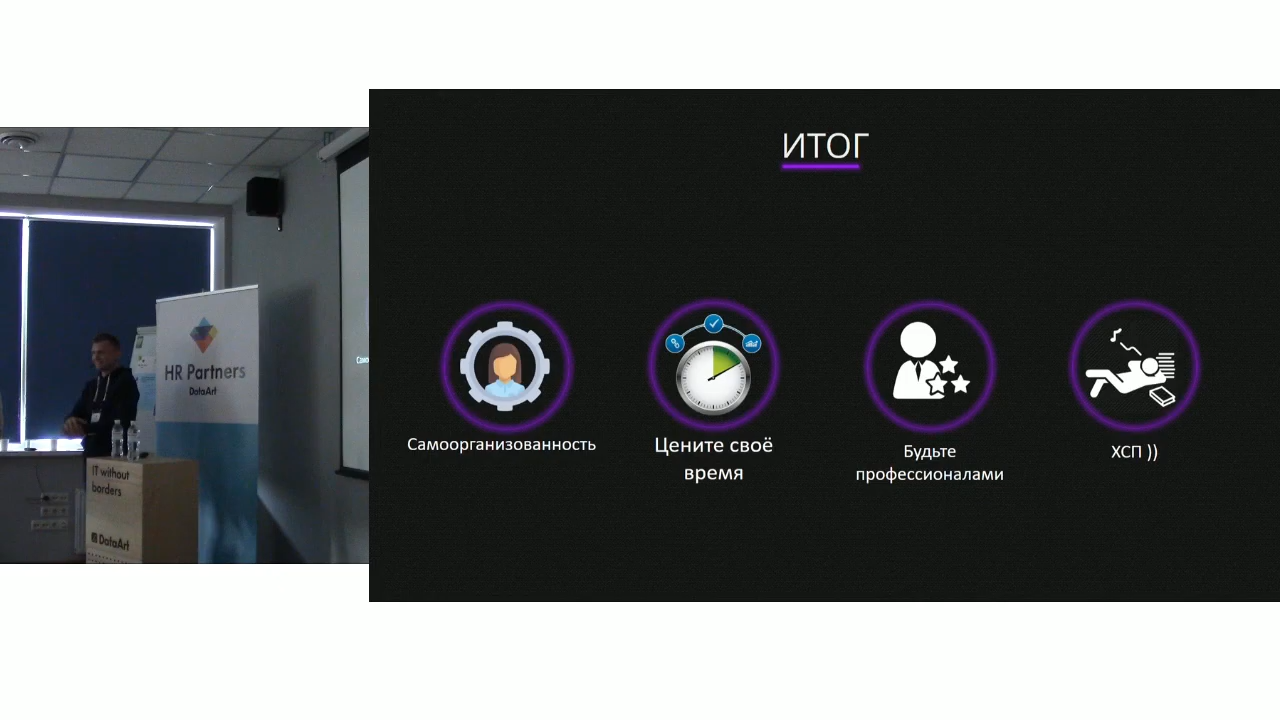 ИТОГ
Самоорганизованность
Цените своё
время
Будьте
профессионалами
ХСП ))
HR Partners
DataArt
IT without
borders
DataArt